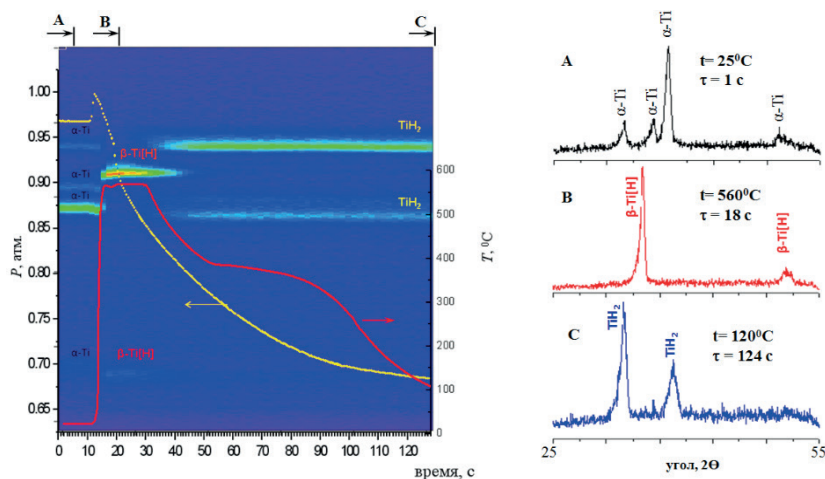 A B C
1.00
0.95
0.90
0.85
0.80
0.75
0.70
0.65
P, атм.
α-Ti
α-Ti
α-Ti
α-Ti
β-Ti[H]
β-Ti[H]
TiH₂
TiH₂
600
500
400
300
200
100
0
T, ⁰C
0 10 20 30 40 50 60 70 80 90 100 110 120
время, с
A
α-Ti
α-Ti
α-Ti
α-Ti
t= 25⁰C
τ = 1 c
B
β-Ti[H]
β-Ti[H]
t= 560⁰C
τ = 18 c
C
TiH₂
TiH₂
t= 120⁰C
τ = 124 c
25 55
угол, 2Θ